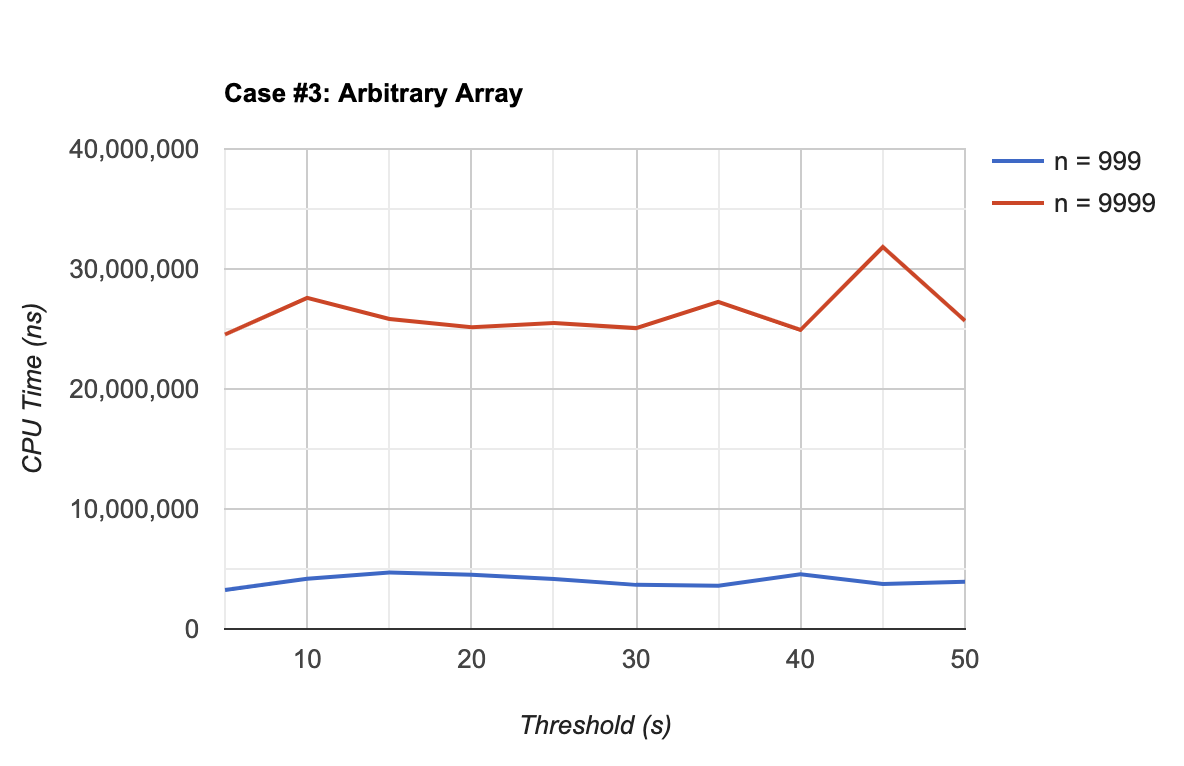 Case #3: Arbitrary Array
40,000,000
30,000,000
20,000,000
10,000,000
0
CPU Time (ns)
10 20 30 40 50
Threshold (s)
n = 999
n = 9999